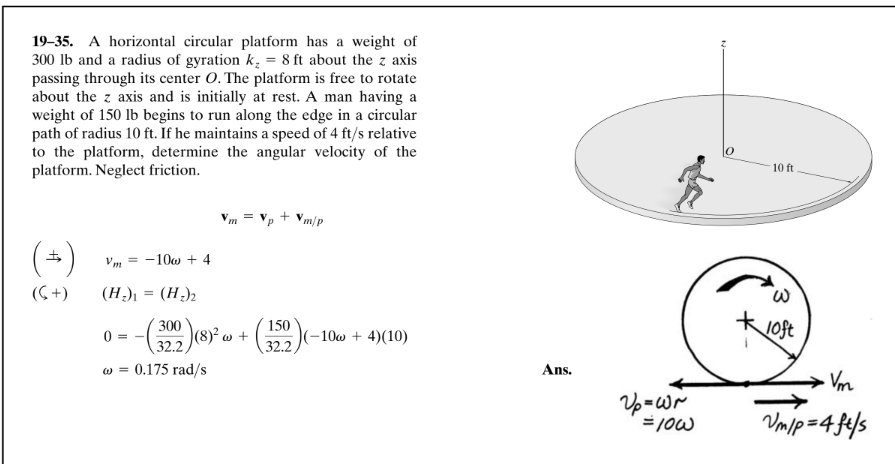 19–35. A horizontal circular platform has a weight of
300 lb and a radius of gyration k_z = 8 ft about the z axis
passing through its center O. The platform is free to rotate
about the z axis and is initially at rest. A man having a
weight of 150 lb begins to run along the edge in a circular
path of radius 10 ft. If he maintains a speed of 4 ft/s relative
to the platform, determine the angular velocity of the
platform. Neglect friction.
z
O
10 ft
v_m = v_p + v_m/p
(→+) v_m = −10ω + 4
(↺+) (H_z)_1 = (H_z)_2
0 = −(300/32.2)(8)² ω + (150/32.2)(−10ω + 4)(10)
ω = 0.175 rad/s Ans.
ω
10ft
V_m
v_p = ωr
= 10ω
v_m/p = 4 ft/s